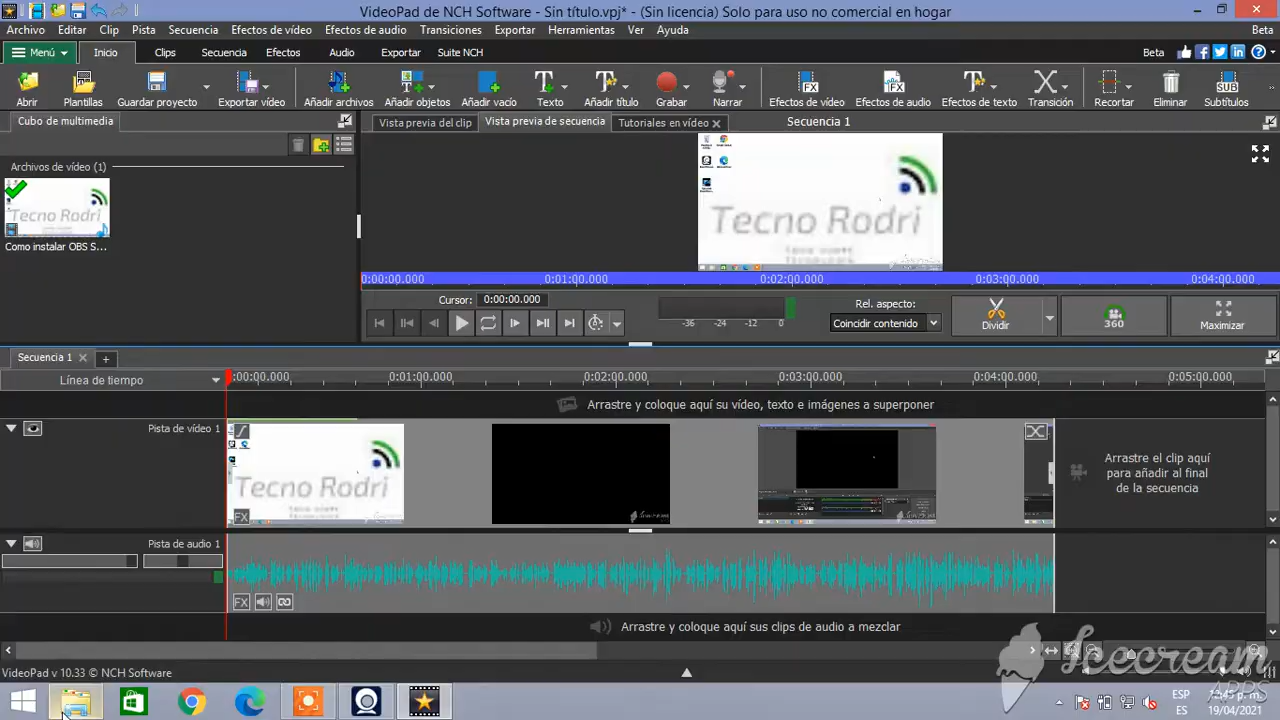 VideoPad de NCH Software - Sin título.vpj* - (Sin licencia) Solo para uso no comercial en hogar
Archivo Editar Clip Pista Secuencia Efectos de vídeo Efectos de audio Transiciones Exportar Herramientas Ver Ayuda Beta
Menú Inicio Clips Secuencia Efectos Audio Exportar Suite NCH Beta
Abrir Plantillas Guardar proyecto Exportar vídeo Añadir archivos Añadir objetos Añadir vacío Texto Añadir título Grabar Narrar Efectos de vídeo Efectos de audio Efectos de texto Transición Recortar Eliminar Subtítulos
Cubo de multimedia Vista previa del clip Vista previa de secuencia Tutoriales en vídeo Secuencia 1
Archivos de vídeo (1)
Tecno Rodri
Como instalar OBS S...
Tecno Rodri
0:00:00.000 0:01:00.000 0:02:00.000 0:03:00.000 0:04:00.000
Cursor: 0:00:00.000 Rel. aspecto:
-36 -24 -12 0 Coincidir contenido Dividir 360 Maximizar
Secuencia 1
Línea de tiempo :00:00.000 0:01:00.000 0:02:00.000 0:03:00.000 0:04:00.000 0:05:00.000
Arrastre y coloque aquí su vídeo, texto e imágenes a superponer
Pista de vídeo 1
Tecno Rodri
Arrastre el clip aquí
para añadir al final
de la secuencia
Pista de audio 1
FX
Arrastre y coloque aquí sus clips de audio a mezclar
Icecream
APPS
VideoPad v 10.33 © NCH Software
ESP
ES
12:45 p. m.
19/04/2021